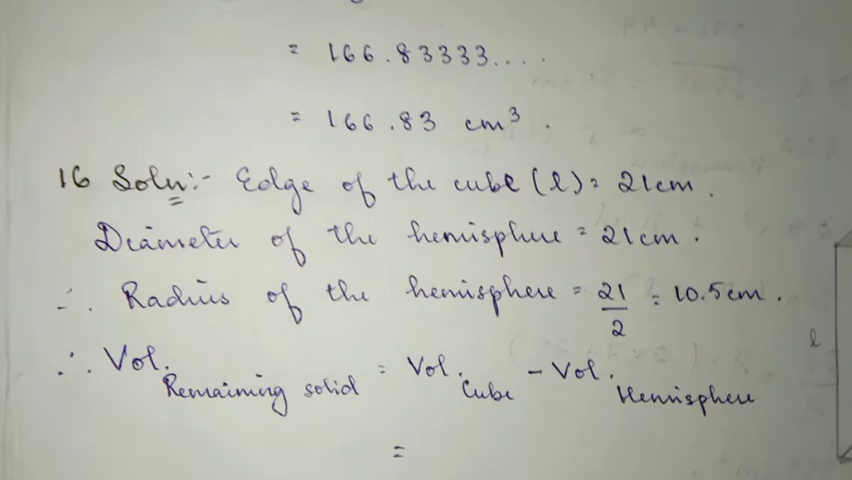 = 166.83333....
= 166.83 cm³.
16 Soln:- Edge of the cube (l) = 21cm.
Diameter of the hemisphere = 21cm.
∴ Radius of the hemisphere = 21/2 = 10.5cm.
∴ Vol. Remaining solid = Vol. Cube - Vol. Hemisphere
=
l